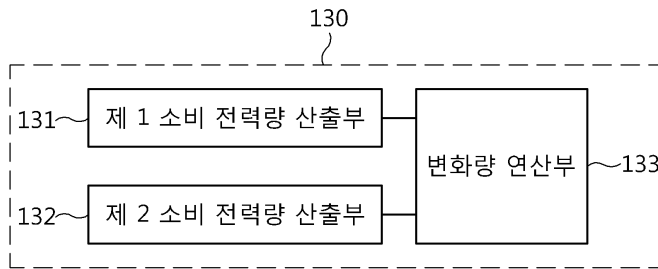 130
131
제 1 소비 전력량 산출부
변화량 연산부
133
132
제 2 소비 전력량 산출부